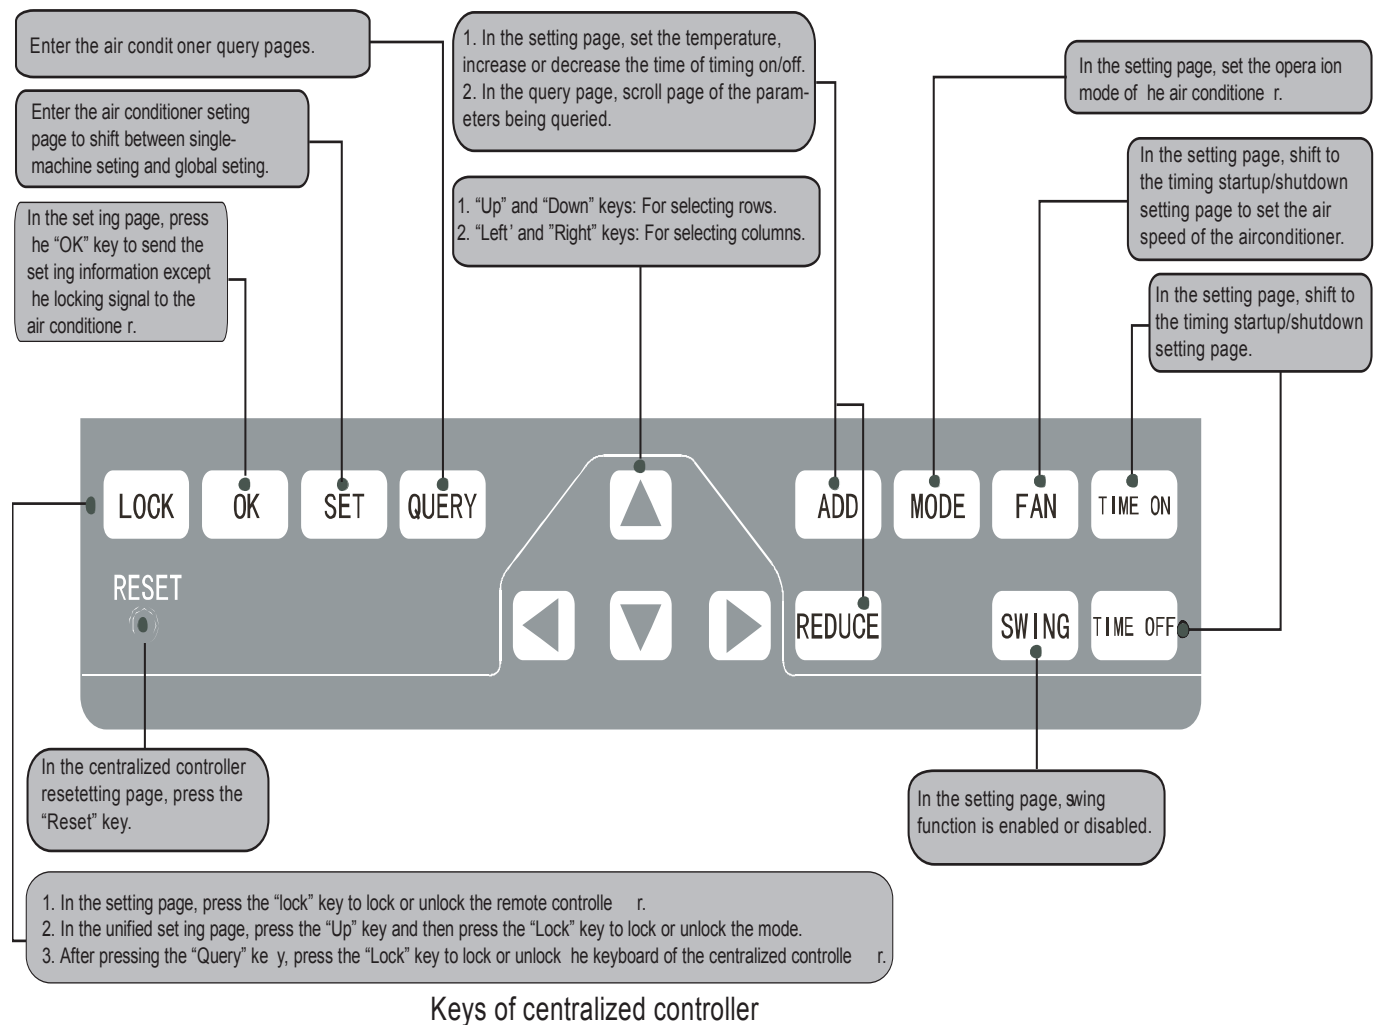 Enter the air condit oner query pages.
Enter the air conditioner seting
page to shift between single-
machine seting and global seting.
In the set ing page, press
he “OK” key to send the
set ing information except
he locking signal to the
air conditione r.
1. In the setting page, set the temperature,
increase or decrease the time of timing on/off.
2. In the query page, scroll page of the param-
eters being queried.
1. “Up” and “Down” keys: For selecting rows.
2. “Left' and ”Right” keys: For selecting columns.
In the setting page, set the opera ion
mode of he air conditione r.
In the setting page, shift to
the timing startup/shutdown
setting page to set the air
speed of the airconditioner.
In the setting page, shift to
the timing startup/shutdown
setting page.
LOCK
OK
SET
QUERY
ADD
MODE
FAN
TIME ON
RESET
REDUCE
SWING
TIME OFF
In the centralized controller
resetetting page, press the
“Reset” key.
In the setting page, swing
function is enabled or disabled.
1. In the setting page, press the “lock” key to lock or unlock the remote controlle r.
2. In the unified set ing page, press the “Up” key and then press the “Lock” key to lock or unlock the mode.
3. After pressing the “Query” ke y, press the “Lock” key to lock or unlock he keyboard of the centralized controlle r.
Keys of centralized controller